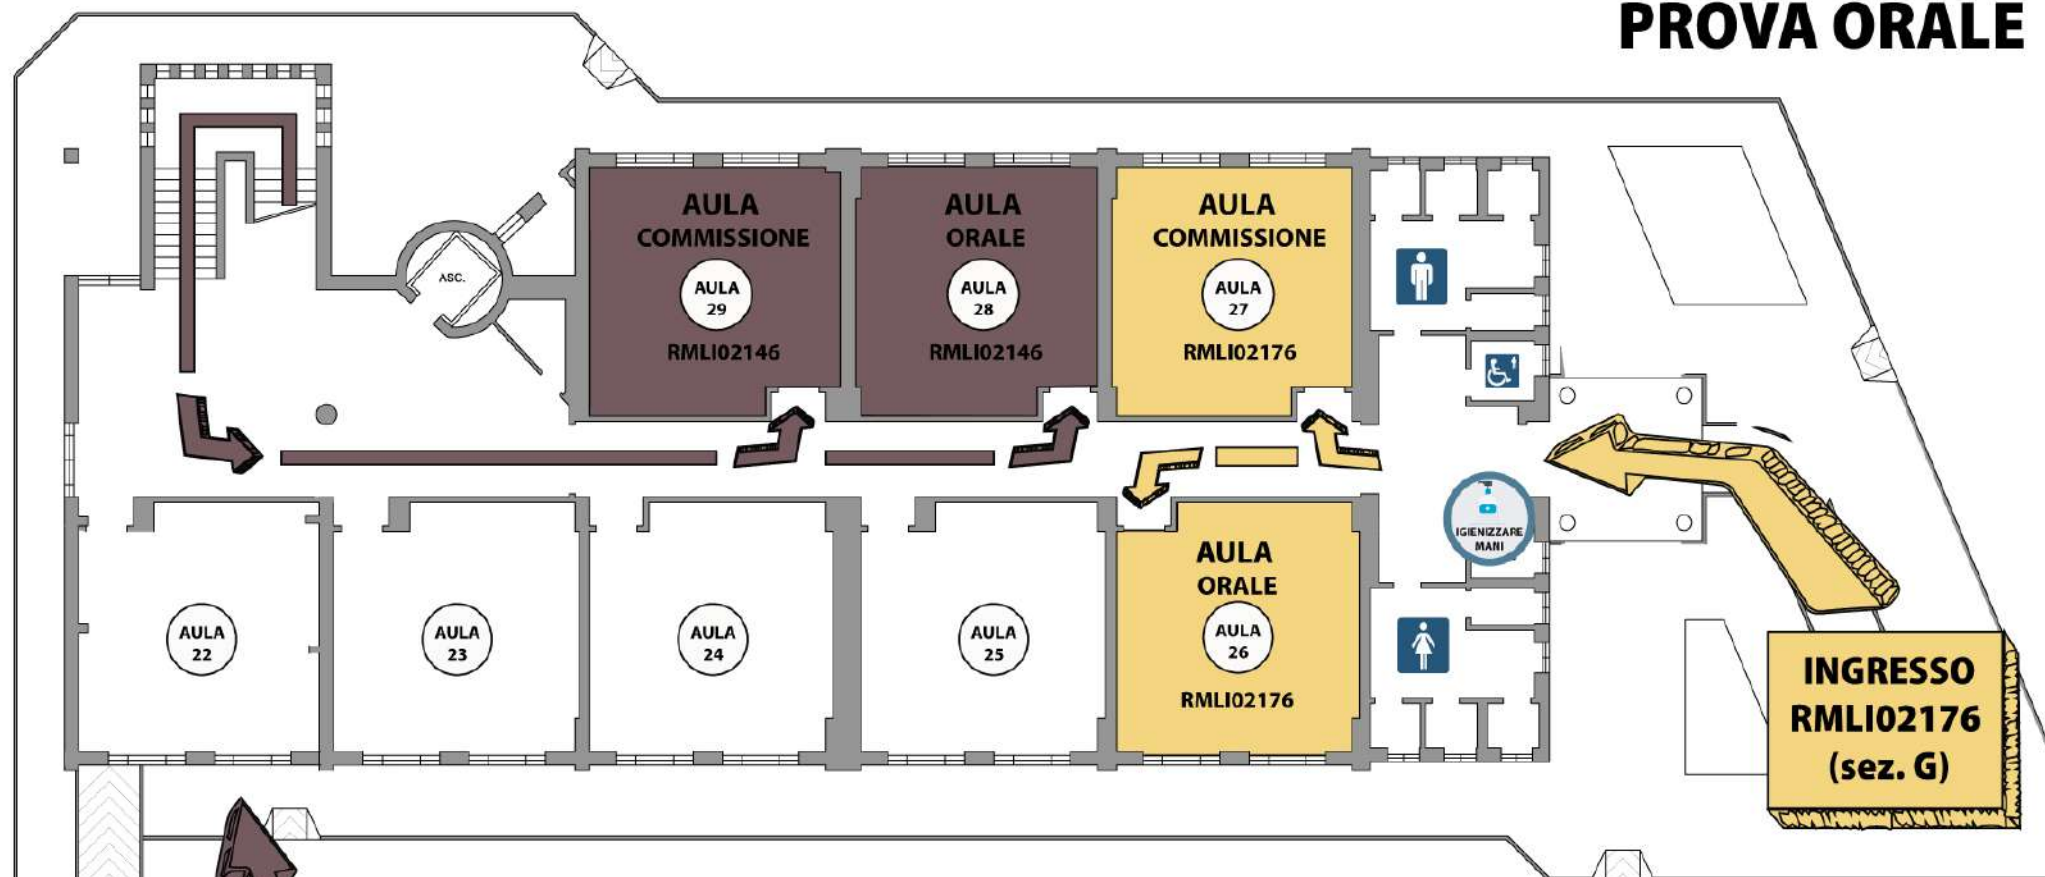 PROVA ORALE
AULA
COMMISSIONE
AULA
29
RMLI02146
AULA
ORALE
AULA
28
RMLI02146
AULA
COMMISSIONE
AULA
27
RMLI02176
ASC.
IGIENIZZARE
MANI
AULA
22
AULA
23
AULA
24
AULA
25
AULA
ORALE
AULA
26
RMLI02176
INGRESSO
RMLI02176
(sez. G)